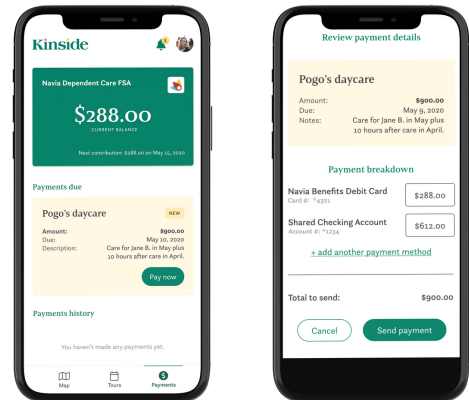 Kinside
Navia Dependent Care FSA
$288.00
CURRENT BALANCE
Next contribution: $288.00 on May 15, 2020
Payments due
Pogo's daycare
NEW
Amount: $900.00
Due: May 10, 2020
Description: Care for Jane B. in May plus
10 hours after care in April.
Pay now
Payments history
You haven't made any payments yet.
Map
Tours
Payments
Review payment details
Pogo's daycare
Amount: $900.00
Due: May 9, 2020
Notes: Care for Jane B. in May plus
10 hours after care in April.
Payment breakdown
Navia Benefits Debit Card
Card #: *4321
$288.00
Shared Checking Account
Account #: *1234
$612.00
+ add another payment method
Total to send: $900.00
Cancel
Send payment